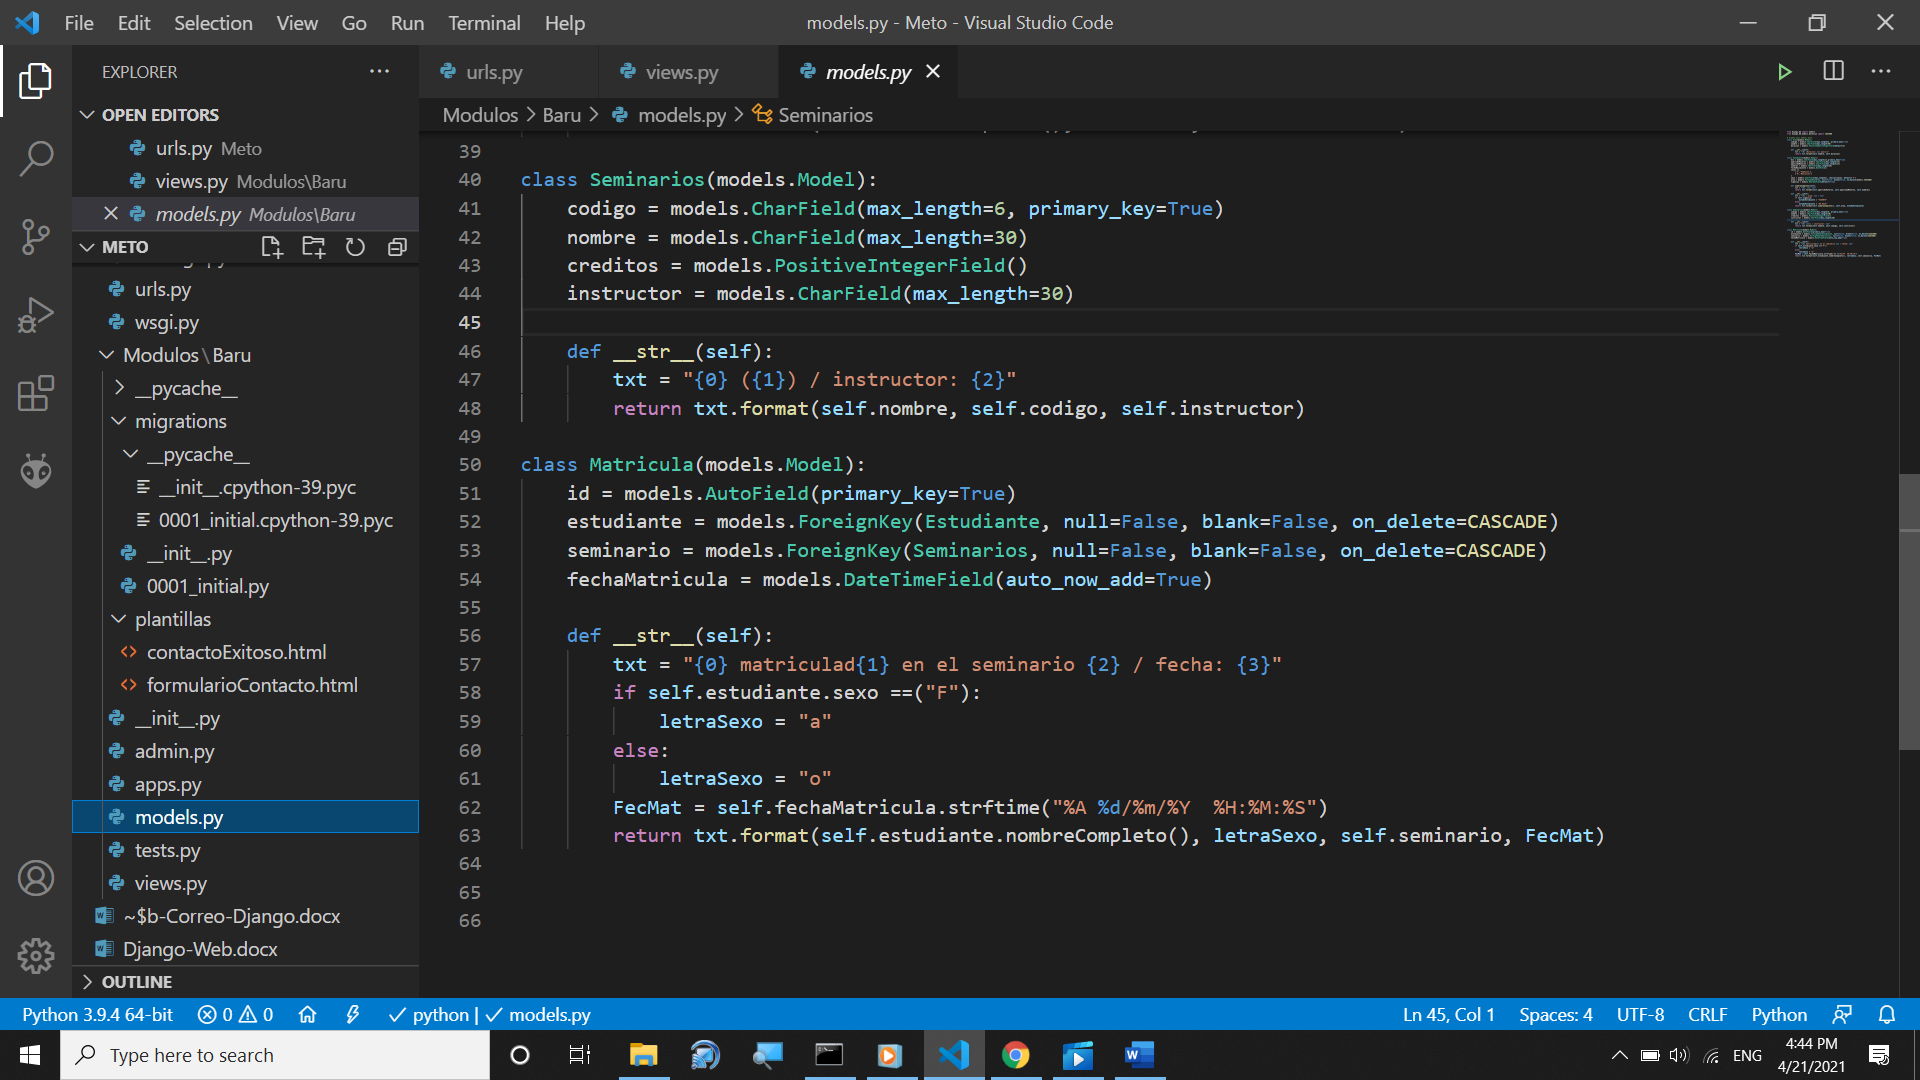 File Edit Selection View Go Run Terminal Help models.py - Meto - Visual Studio Code
EXPLORER
OPEN EDITORS
urls.py Meto
views.py Modulos\Baru
models.py Modulos\Baru
METO
urls.py
wsgi.py
Modulos\Baru
__pycache__
migrations
__pycache__
__init__.cpython-39.pyc
0001_initial.cpython-39.pyc
__init__.py
0001_initial.py
plantillas
contactoExitoso.html
formularioContacto.html
__init__.py
admin.py
apps.py
models.py
tests.py
views.py
~$b-Correo-Django.docx
Django-Web.docx
OUTLINE
urls.py views.py models.py
Modulos > Baru > models.py > Seminarios
39
40 class Seminarios(models.Model):
41     codigo = models.CharField(max_length=6, primary_key=True)
42     nombre = models.CharField(max_length=30)
43     creditos = models.PositiveIntegerField()
44     instructor = models.CharField(max_length=30)
45
46     def __str__(self):
47         txt = "{0} ({1}) / instructor: {2}"
48         return txt.format(self.nombre, self.codigo, self.instructor)
49
50 class Matricula(models.Model):
51     id = models.AutoField(primary_key=True)
52     estudiante = models.ForeignKey(Estudiante, null=False, blank=False, on_delete=CASCADE)
53     seminario = models.ForeignKey(Seminarios, null=False, blank=False, on_delete=CASCADE)
54     fechaMatricula = models.DateTimeField(auto_now_add=True)
55
56     def __str__(self):
57         txt = "{0} matriculad{1} en el seminario {2} / fecha: {3}"
58         if self.estudiante.sexo ==("F"):
59             letraSexo = "a"
60         else:
61             letraSexo = "o"
62         FecMat = self.fechaMatricula.strftime("%A %d/%m/%Y  %H:%M:%S")
63         return txt.format(self.estudiante.nombreCompleto(), letraSexo, self.seminario, FecMat)
64
65
66
Python 3.9.4 64-bit 0 0 python | models.py Ln 45, Col 1 Spaces: 4 UTF-8 CRLF Python
Type here to search ENG 4:44 PM
4/21/2021